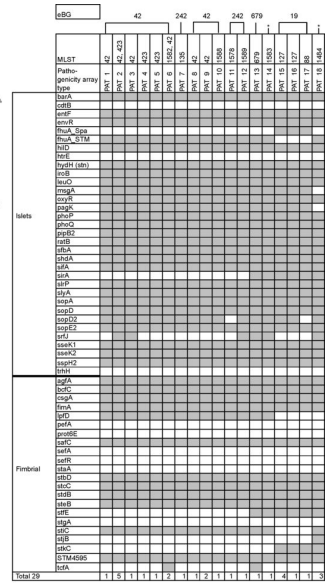 eBG 42 242 42 242 679 19
MLST 42 42, 423 42 423 423 1582, 42 135 42 42 1588 1578 1589 679 1583 127 127 88 1484
Patho-
genicity array
type
PAT 1 PAT 2 PAT 3 PAT 4 PAT 5 PAT 6 PAT 7 PAT 8 PAT 9 PAT 10 PAT 11 PAT 12 PAT 13 PAT 14 PAT 15 PAT 16 PAT 17 PAT 18
Islets
barA
cdtB
entF
envR
fhuA_Spa
fhuA_STM
hilD
htrE
hydH (stn)
iroB
leuO
msgA
oxyR
pagK
phoP
phoQ
pipB2
ratB
sfbA
shdA
sifA
sirA
slrP
slyA
sopA
sopD
sopD2
sopE2
srfJ
sseK1
sseK2
sspH2
trhH
Fimbrial
agfA
bcfC
csgA
fimA
lpfD
pefA
prot6E
safC
sefA
sefR
staA
stbD
stcC
stdB
steB
stfE
stgA
stiC
stjB
stkC
STM4595
tcfA
Total 29 1 5 1 1 1 2 1 1 2 1 1 1 2 1 1 4 1 3